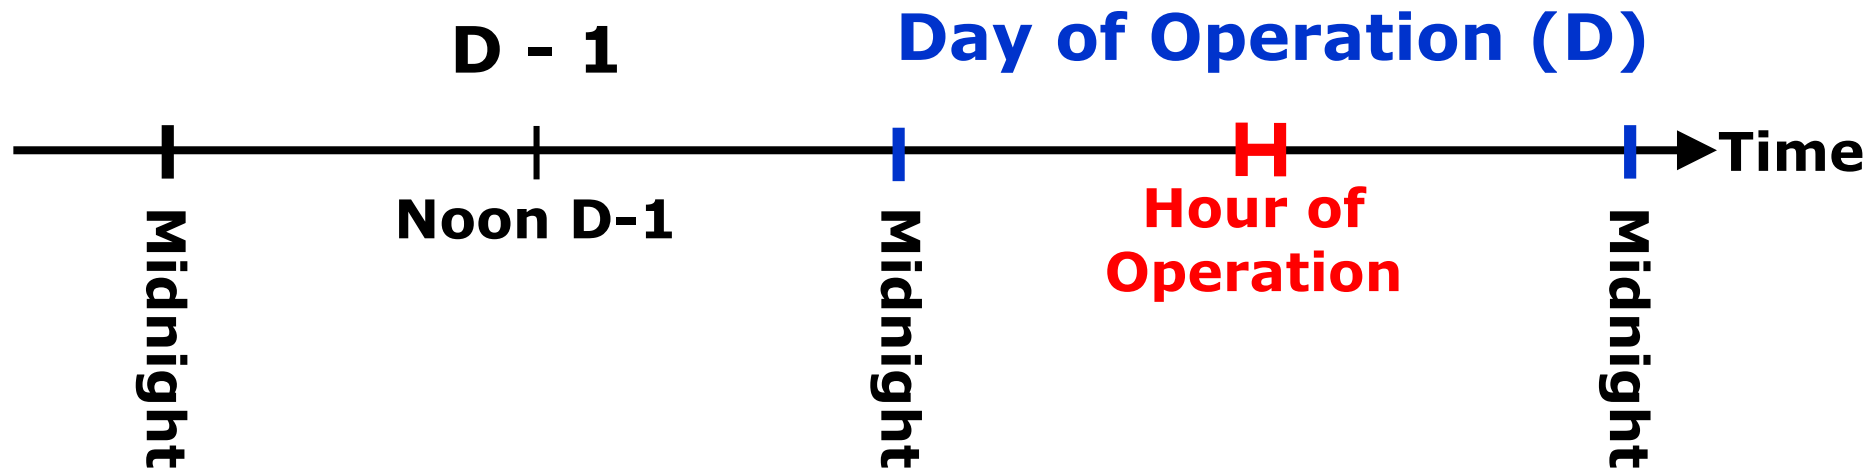 D - 1
Day of Operation (D)
Time
Noon D-1
Hour of
Operation
Midnight
Midnight
Midnight